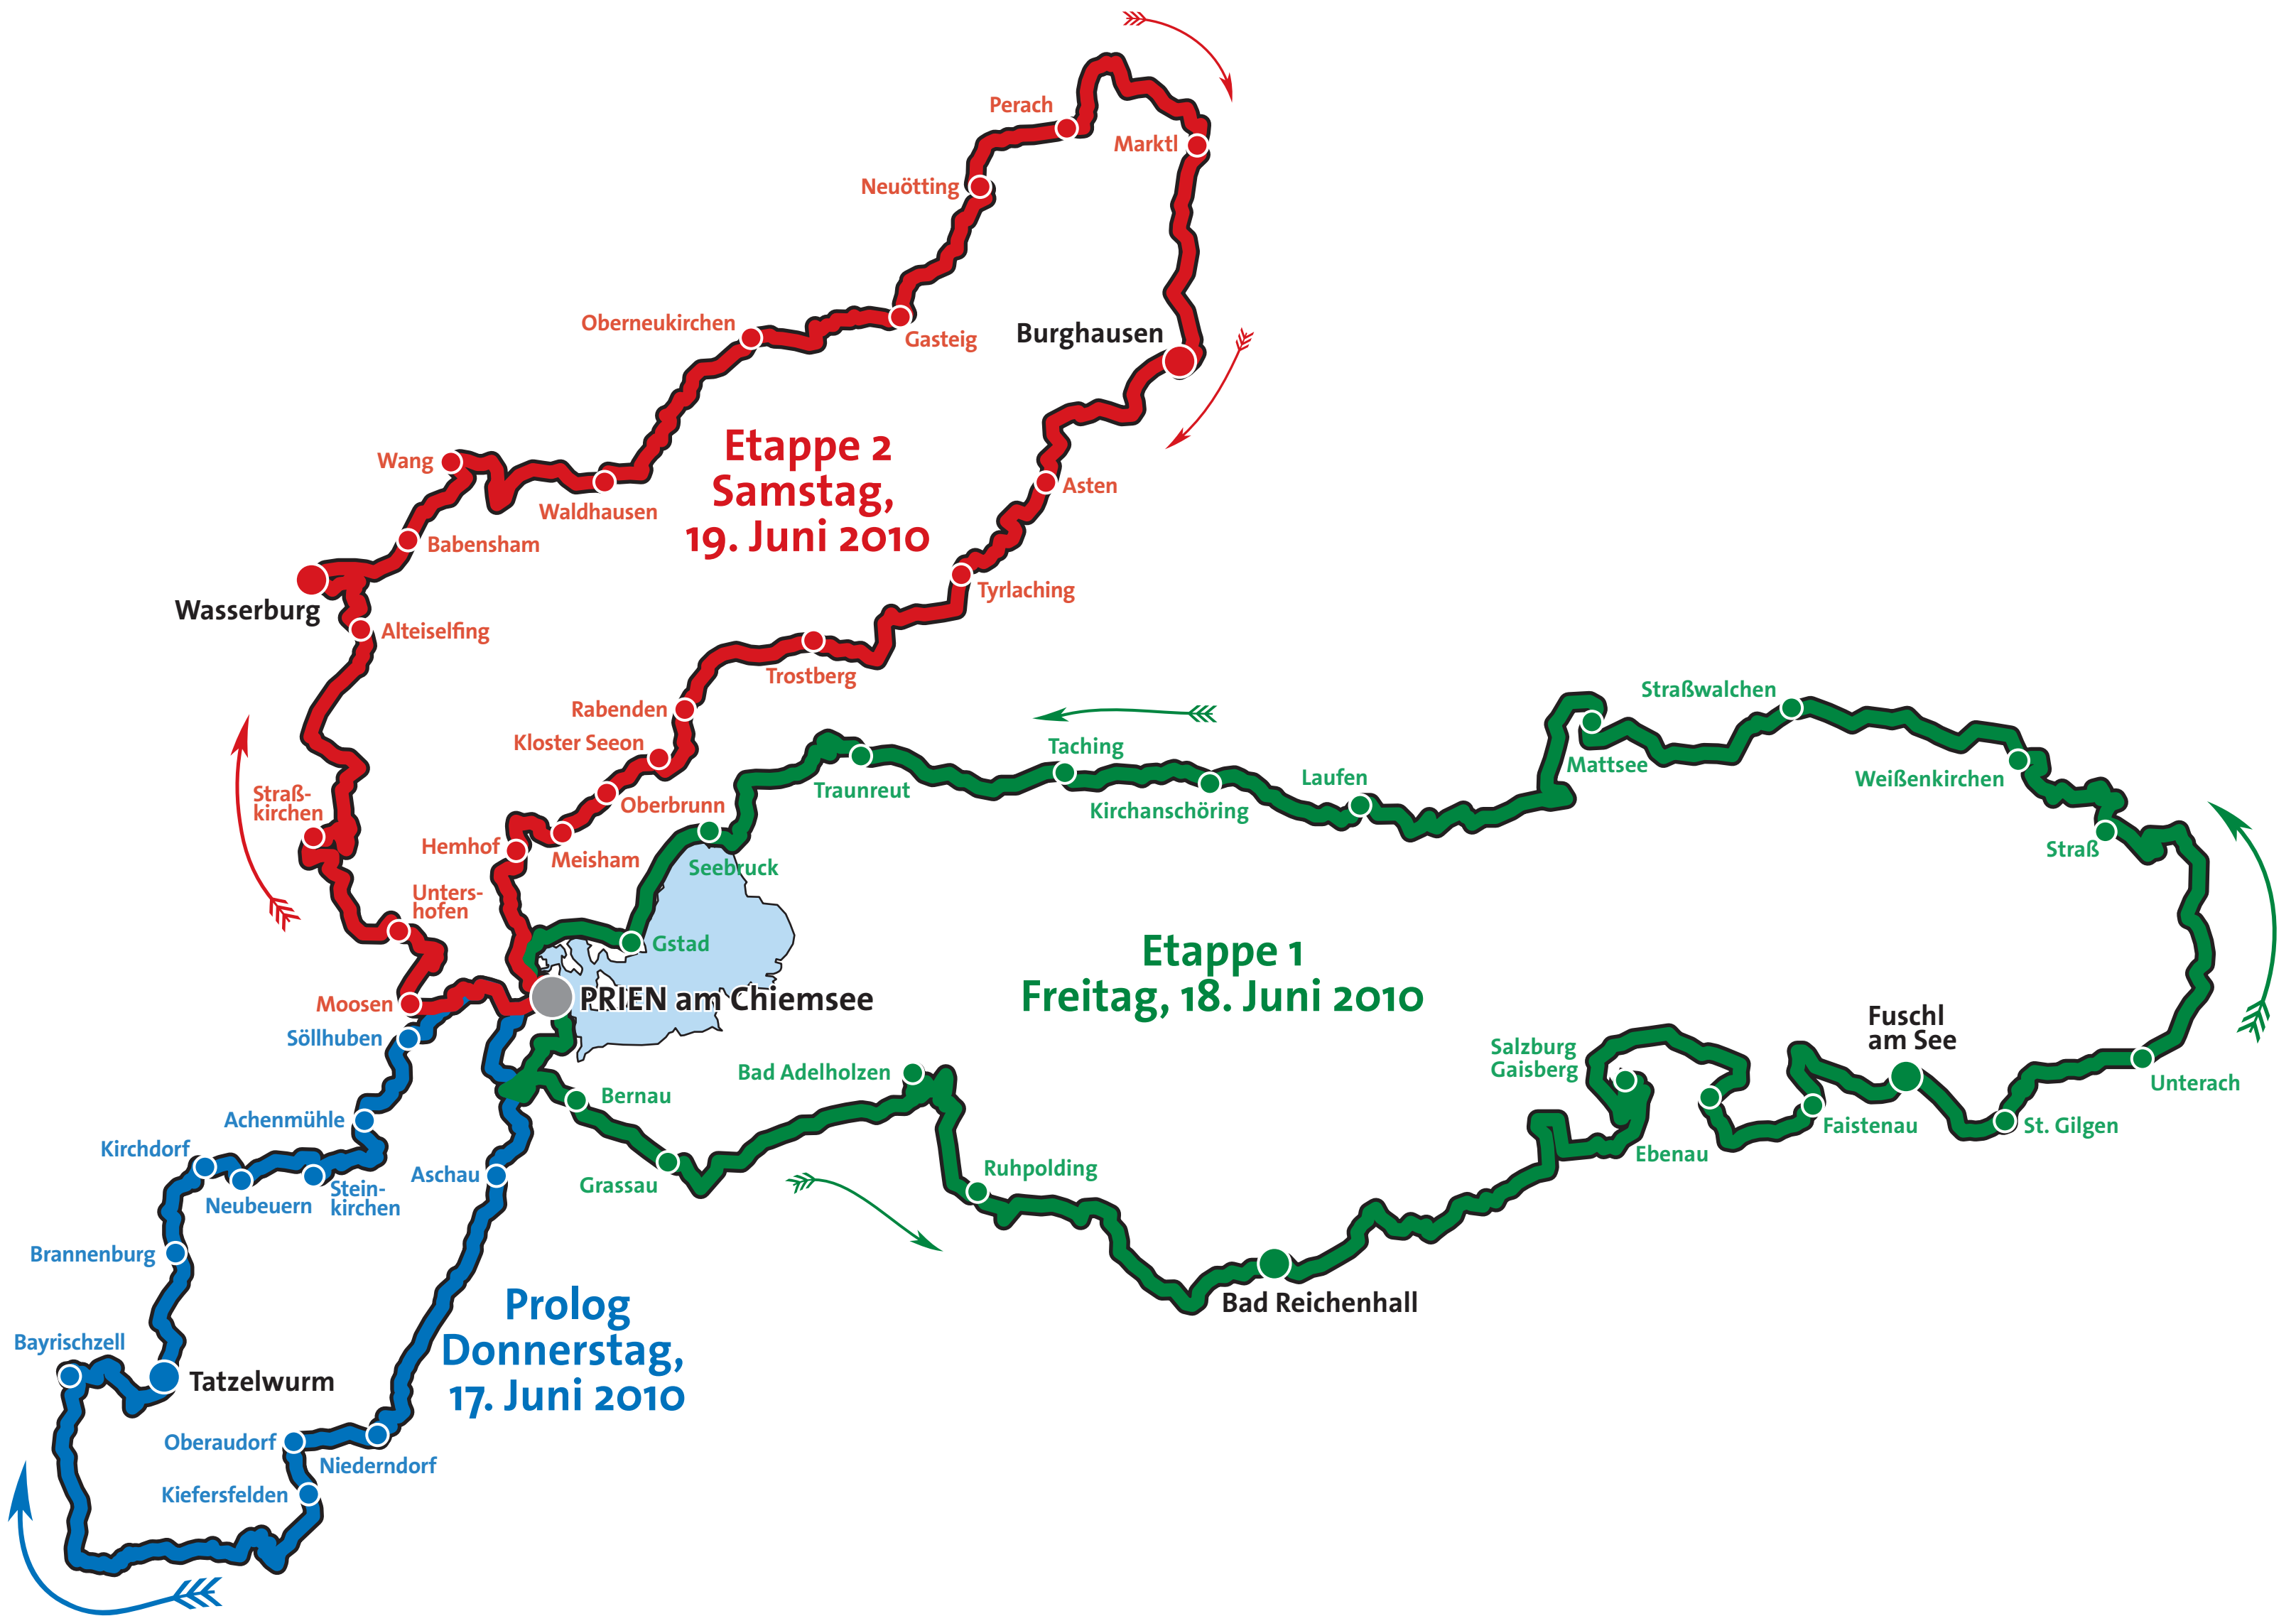 Perach
Marktl
Neuötting
Oberneukirchen
Gasteig
Burghausen
Etappe 2
Samstag,
19. Juni 2010
Wang
Waldhausen
Asten
Babensham
Tyrlaching
Wasserburg
Alteiselfing
Trostberg
Rabenden
Kloster Seeon
Straß-
kirchen
Oberbrunn
Hemhof
Meisham
Unters-
hofen
Moosen
Straßwalchen
Mattsee
Taching
Laufen
Traunreut
Kirchanschöring
Weißenkirchen
Straß
Seebruck
Gstad
Etappe 1
Freitag, 18. Juni 2010
PRIEN am Chiemsee
Fuschl
am See
Salzburg
Gaisberg
Unterach
Faistenau
St. Gilgen
Ebenau
Bad Adelholzen
Bernau
Grassau
Ruhpolding
Bad Reichenhall
Söllhuben
Achenmühle
Kirchdorf
Aschau
Neubeuern
Stein-
kirchen
Brannenburg
Prolog
Donnerstag,
17. Juni 2010
Bayrischzell
Tatzelwurm
Oberaudorf
Niederndorf
Kiefersfelden